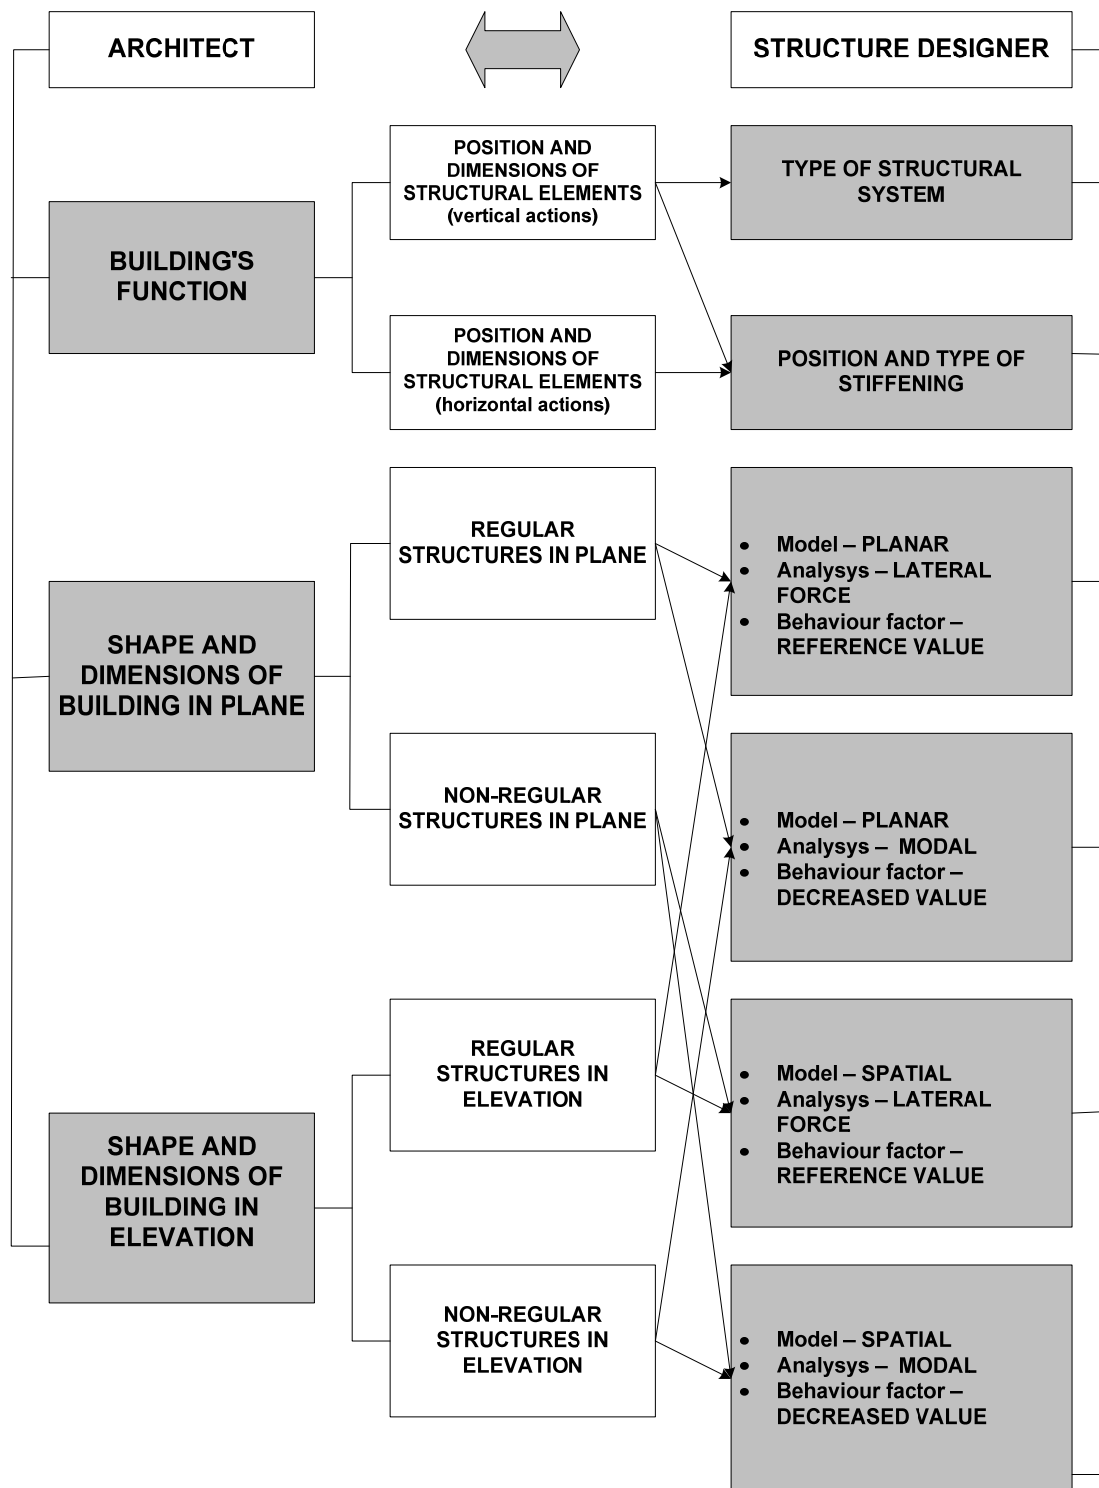 ARCHITECT
STRUCTURE DESIGNER
POSITION AND
DIMENSIONS OF
STRUCTURAL ELEMENTS
(vertical actions)
TYPE OF STRUCTURAL
SYSTEM
BUILDING'S
FUNCTION
POSITION AND
DIMENSIONS OF
STRUCTURAL ELEMENTS
(horizontal actions)
POSITION AND TYPE OF
STIFFENING
REGULAR
STRUCTURES IN PLANE
• Model – PLANAR
• Analysys – LATERAL
FORCE
• Behaviour factor –
REFERENCE VALUE
SHAPE AND
DIMENSIONS OF
BUILDING IN PLANE
NON-REGULAR
STRUCTURES IN PLANE
• Model – PLANAR
• Analysys – MODAL
• Behaviour factor –
DECREASED VALUE
REGULAR
STRUCTURES IN
ELEVATION
• Model – SPATIAL
• Analysys – LATERAL
FORCE
• Behaviour factor –
REFERENCE VALUE
SHAPE AND
DIMENSIONS OF
BUILDING IN
ELEVATION
NON-REGULAR
STRUCTURES IN
ELEVATION
• Model – SPATIAL
• Analysys – MODAL
• Behaviour factor –
DECREASED VALUE